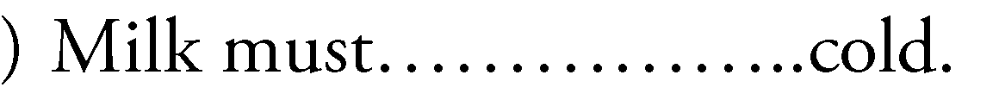 ) Milk must……………….cold.